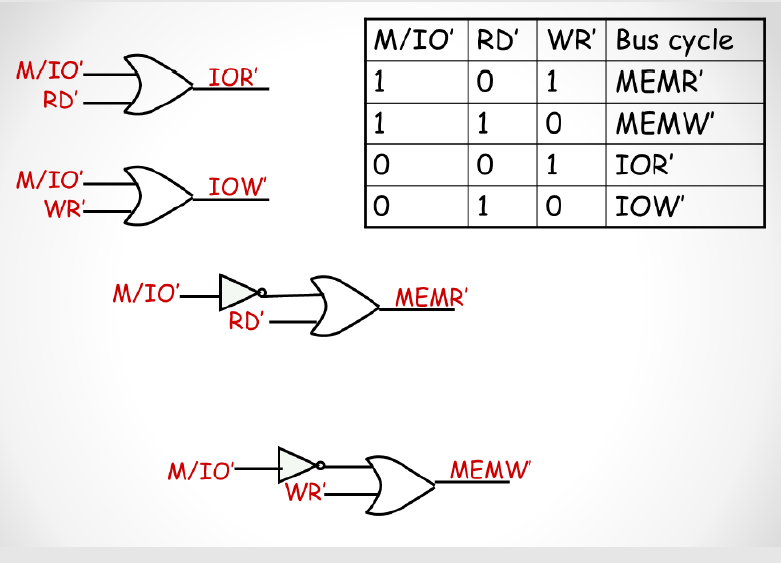 M/IO'
RD'
IOR'
M/IO'
WR'
IOW'
M/IO' RD' WR' Bus cycle
1 0 1 MEMR'
1 1 0 MEMW'
0 0 1 IOR'
0 1 0 IOW'
M/IO'
RD'
MEMR'
M/IO'
WR'
MEMW'